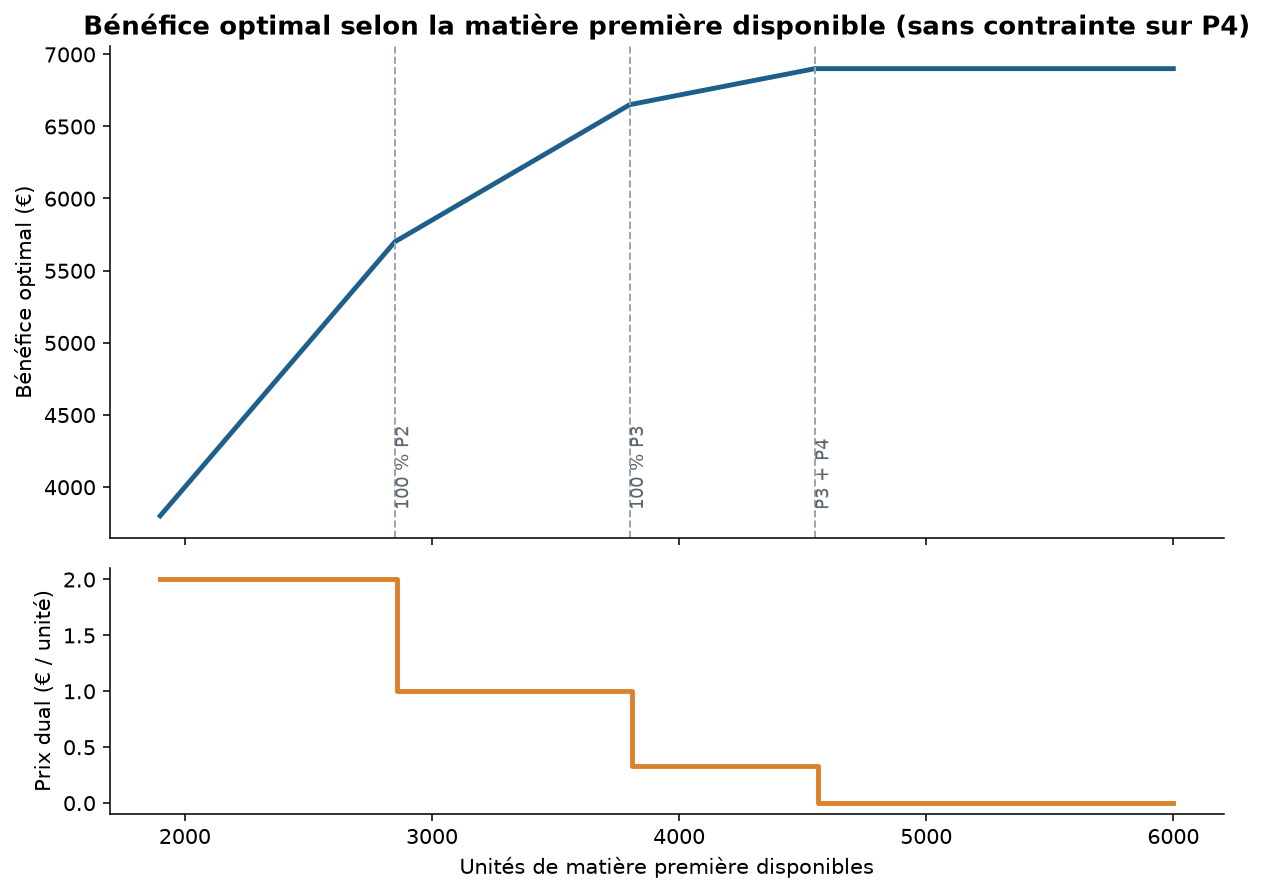 Bénéfice optimal selon la matière première disponible (sans contrainte sur P4)
7000
6500
6000
5500
5000
4500
4000
Bénéfice optimal (€)
100 % P2
100 % P3
P3 + P4
2.0
1.5
1.0
0.5
0.0
Prix dual (€ / unité)
2000
3000
4000
5000
6000
Unités de matière première disponibles